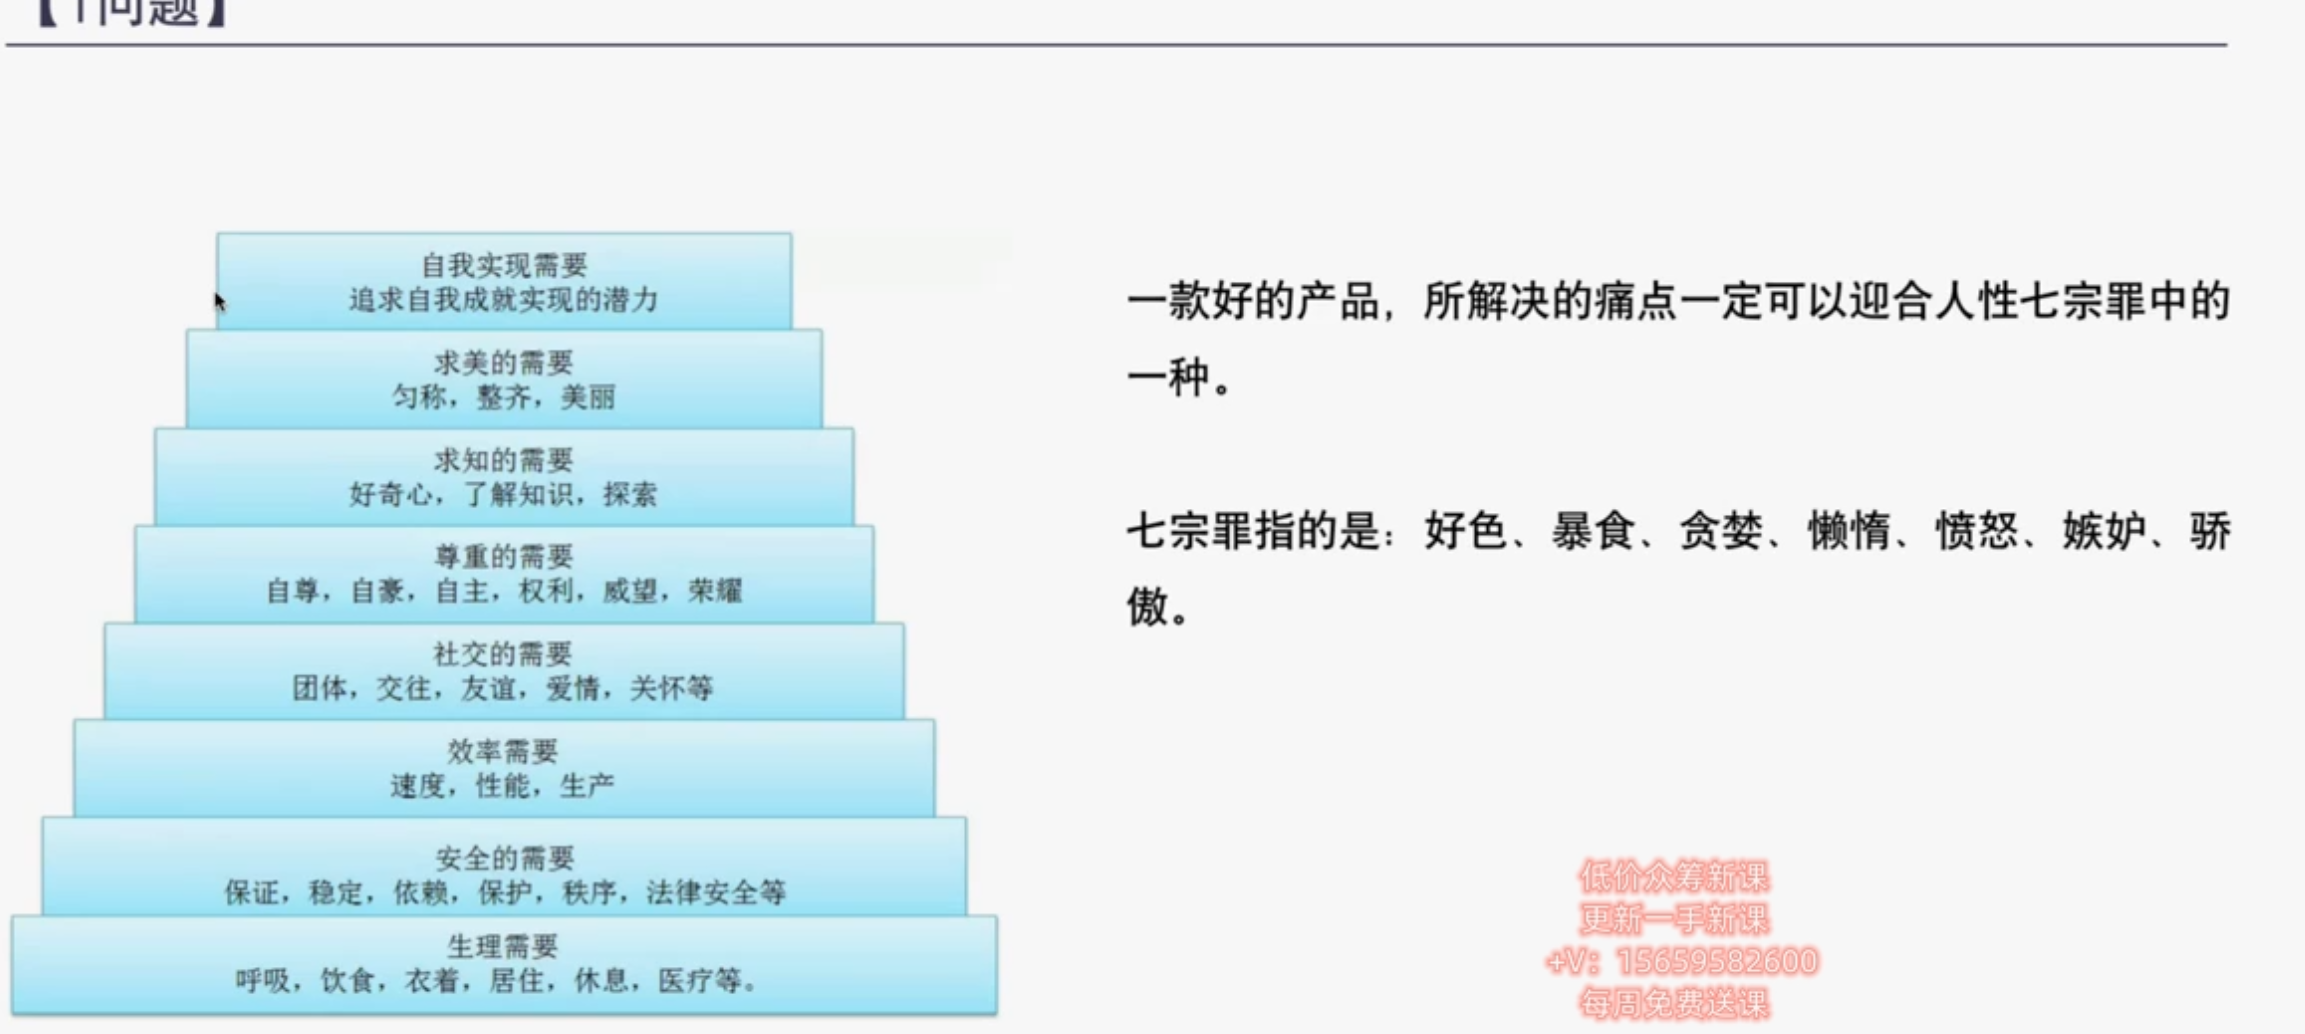 【1问题】
自我实现需要
追求自我成就实现的潜力
求美的需要
匀称，整齐，美丽
求知的需要
好奇心，了解知识，探索
尊重的需要
自尊，自豪，自主，权利，威望，荣耀
社交的需要
团体，交往，友谊，爱情，关怀等
效率需要
速度，性能，生产
安全的需要
保证，稳定，依赖，保护，秩序，法律安全等
生理需要
呼吸，饮食，衣着，居住，休息，医疗等。
一款好的产品，所解决的痛点一定可以迎合人性七宗罪中的
一种。
七宗罪指的是：好色、暴食、贪婪、懒惰、愤怒、嫉妒、骄
傲。
低价众筹新课
更新一手新课
+V：15659582600
每周免费送课